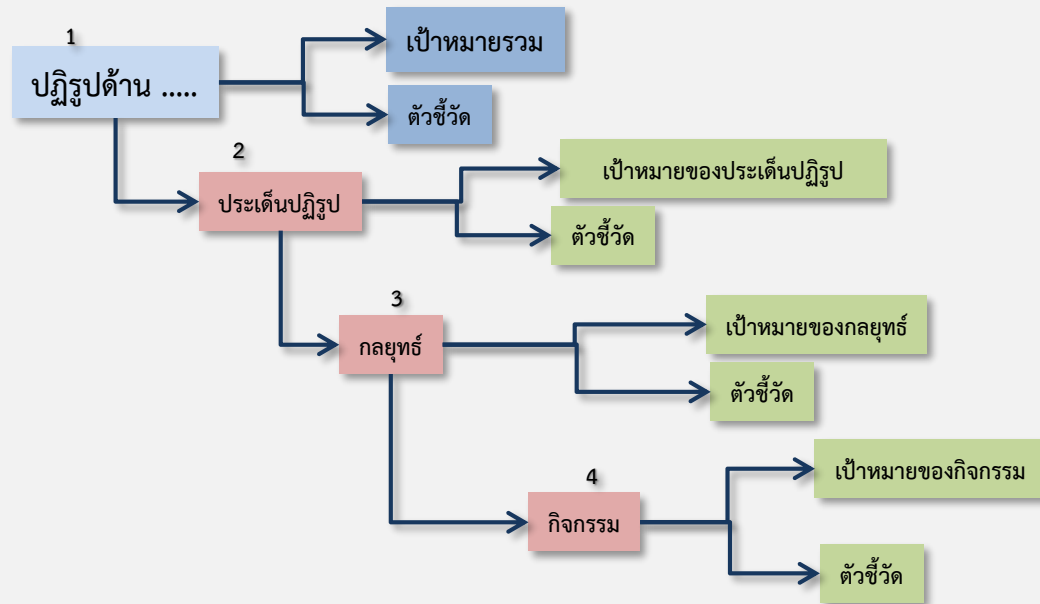 1
ปฏิรูปด้าน .....
เป้าหมายรวม
ตัวชี้วัด
2
ประเด็นปฏิรูป
เป้าหมายของประเด็นปฏิรูป
ตัวชี้วัด
3
กลยุทธ์
เป้าหมายของกลยุทธ์
ตัวชี้วัด
4
กิจกรรม
เป้าหมายของกิจกรรม
ตัวชี้วัด